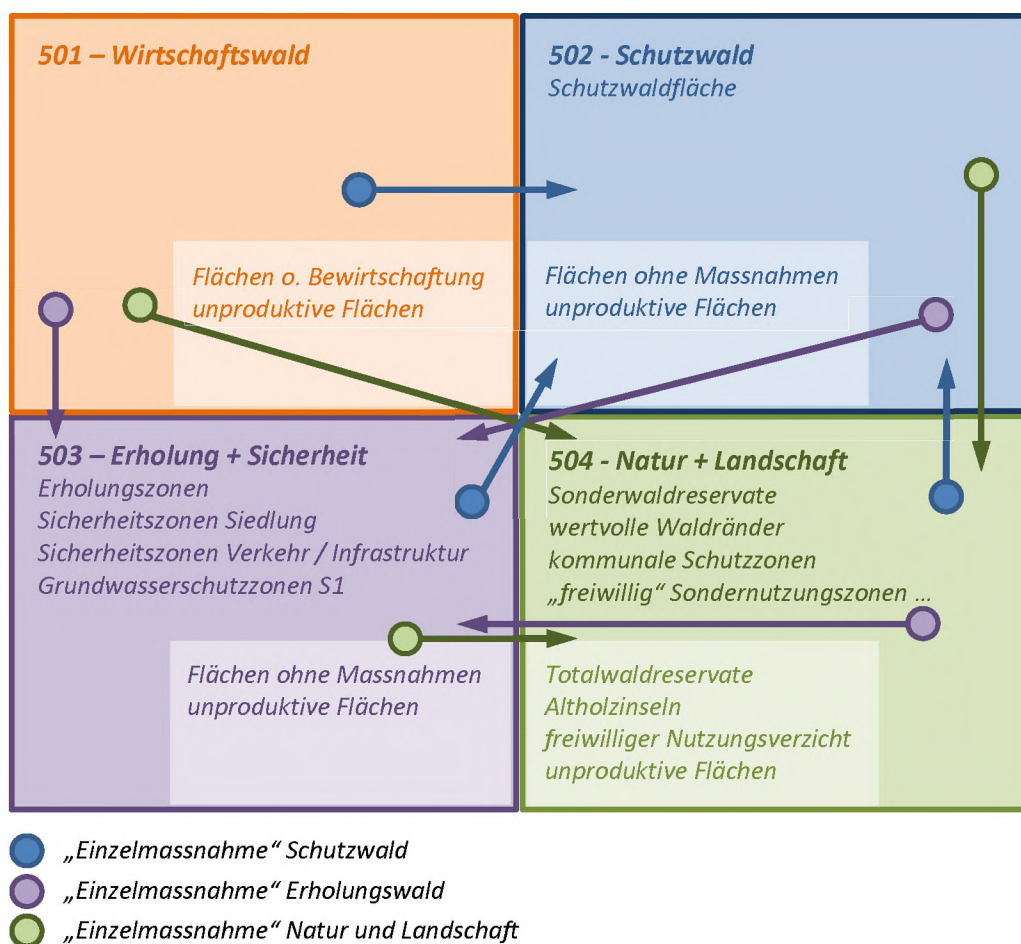 501 – Wirtschaftswald
Flächen o. Bewirtschaftung
unproduktive Flächen
502 - Schutzwald
Schutzwaldfläche
Flächen ohne Massnahmen
unproduktive Flächen
503 – Erholung + Sicherheit
Erholungszonen
Sicherheitszonen Siedlung
Sicherheitszonen Verkehr / Infrastruktur
Grundwasserschutzzonen S1
Flächen ohne Massnahmen
unproduktive Flächen
504 - Natur + Landschaft
Sonderwaldreservate
wertvolle Waldränder
kommunale Schutzzonen
„freiwillig“ Sondernutzungszonen ...
Totalwaldreservate
Altholzinseln
freiwilliger Nutzungsverzicht
unproduktive Flächen
„Einzelmassnahme“ Schutzwald
„Einzelmassnahme“ Erholungswald
„Einzelmassnahme“ Natur und Landschaft